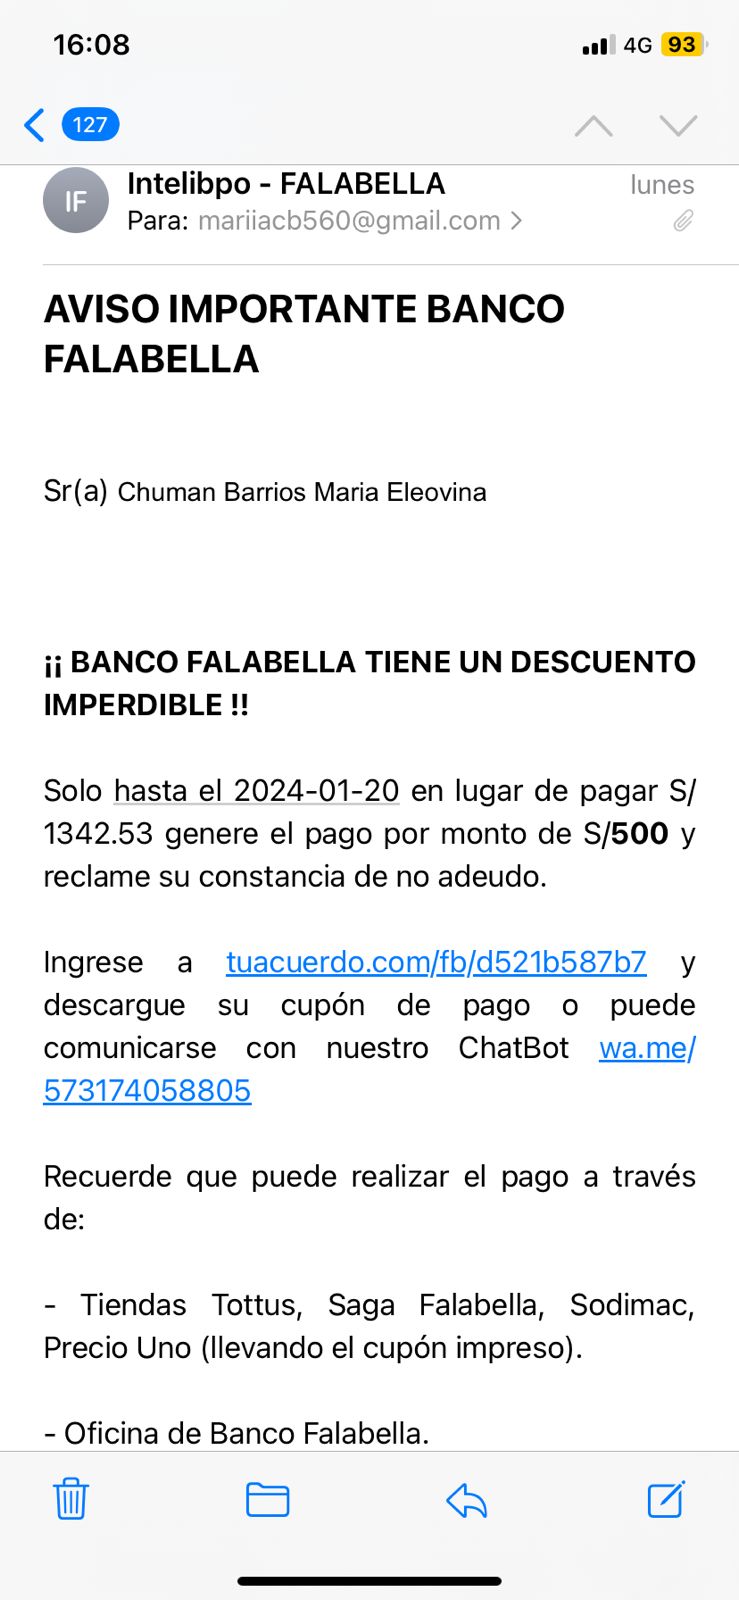 16:08
4G 93
127
IF
Intelibpo - FALABELLA
lunes
Para: mariiacb560@gmail.com
AVISO IMPORTANTE BANCO
FALABELLA
Sr(a) Chuman Barrios Maria Eleovina
¡¡ BANCO FALABELLA TIENE UN DESCUENTO
IMPERDIBLE !!
Solo hasta el 2024-01-20 en lugar de pagar S/
1342.53 genere el pago por monto de S/500 y
reclame su constancia de no adeudo.
Ingrese a tuacuerdo.com/fb/d521b587b7 y
descargue su cupón de pago o puede
comunicarse con nuestro ChatBot wa.me/
573174058805
Recuerde que puede realizar el pago a través
de:
- Tiendas Tottus, Saga Falabella, Sodimac,
Precio Uno (llevando el cupón impreso).
- Oficina de Banco Falabella.